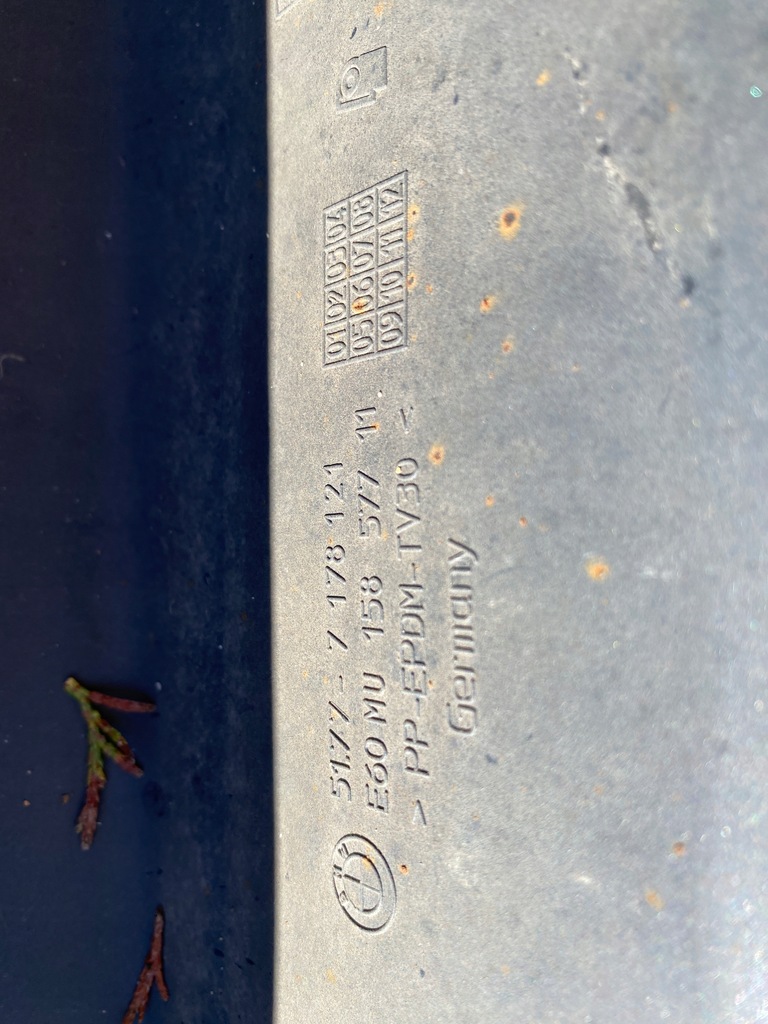 BMW
5177- 7 178 121
E60 MU 158 577 11
> PP-EPDM-TV30 <
Germany
01 02 03 04
05 06 07 08
09 10 11 12